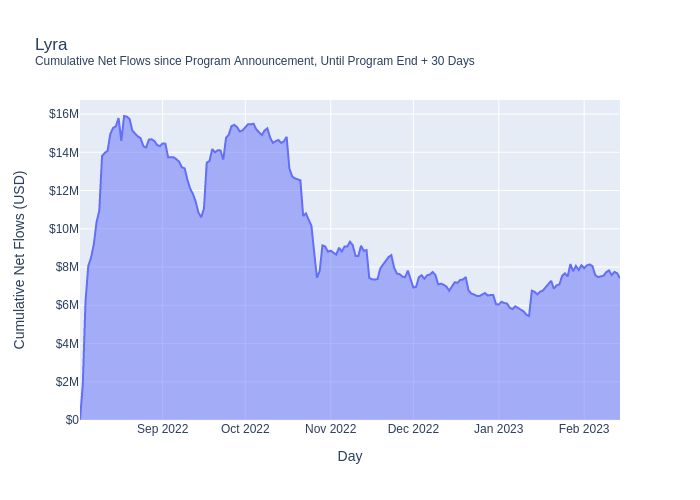 Lyra
Cumulative Net Flows since Program Announcement, Until Program End + 30 Days
$16M
$14M
$12M
$10M
$8M
$6M
$4M
$2M
$0
Cumulative Net Flows (USD)
Sep 2022
Oct 2022
Nov 2022
Dec 2022
Jan 2023
Feb 2023
Day